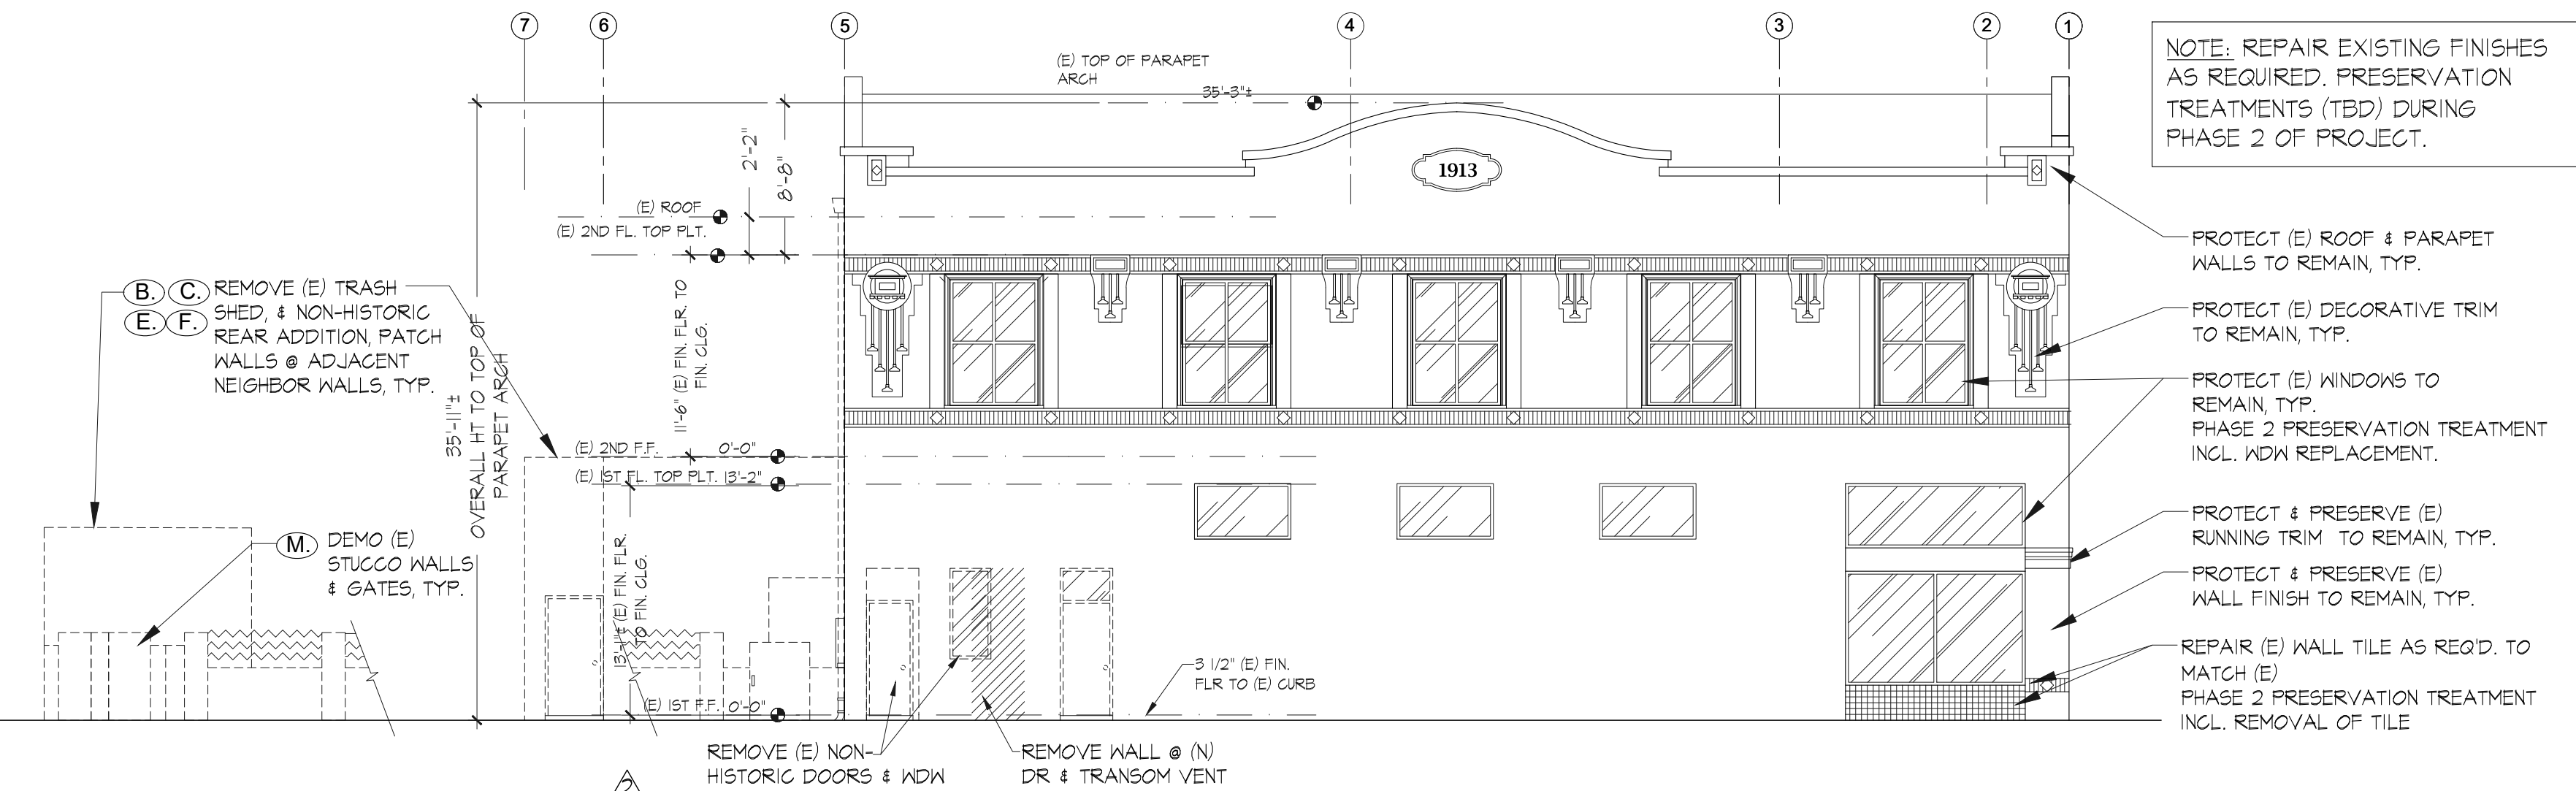 7
6
5
4
3
2
1
(E) TOP OF PARAPET
ARCH
35'-3"±
NOTE: REPAIR EXISTING FINISHES
AS REQUIRED. PRESERVATION
TREATMENTS (TBD) DURING
PHASE 2 OF PROJECT.
1913
2'-2"
8'-8"
(E) ROOF
(E) 2ND FL. TOP PLT.
PROTECT (E) ROOF & PARAPET
WALLS TO REMAIN, TYP.
PROTECT (E) DECORATIVE TRIM
TO REMAIN, TYP.
PROTECT (E) WINDOWS TO
REMAIN, TYP.
PHASE 2 PRESERVATION TREATMENT
INCL. WDW REPLACEMENT.
PROTECT & PRESERVE (E)
RUNNING TRIM TO REMAIN, TYP.
PROTECT & PRESERVE (E)
WALL FINISH TO REMAIN, TYP.
REPAIR (E) WALL TILE AS REQ'D. TO
MATCH (E)
PHASE 2 PRESERVATION TREATMENT
INCL. REMOVAL OF TILE
B. C. REMOVE (E) TRASH
E. F. SHED, & NON-HISTORIC
REAR ADDITION, PATCH
WALLS @ ADJACENT
NEIGHBOR WALLS, TYP.
35'-11"±
OVERALL HT TO TOP OF
PARAPET ARCH
11'-6" (E) FIN. FLR. TO
FIN. CLG.
(E) 2ND F.F. 0'-0"
(E) 1ST FL. TOP PLT. 13'-2"
M. DEMO (E)
STUCCO WALLS
& GATES, TYP.
13'-1"± (E) FIN. FLR.
TO FIN. CLG.
(E) 1ST F.F. 0'-0"
3 1/2" (E) FIN.
FLR TO (E) CURB
REMOVE (E) NON-
HISTORIC DOORS & WDW
REMOVE WALL @ (N)
DR & TRANSOM VENT
2